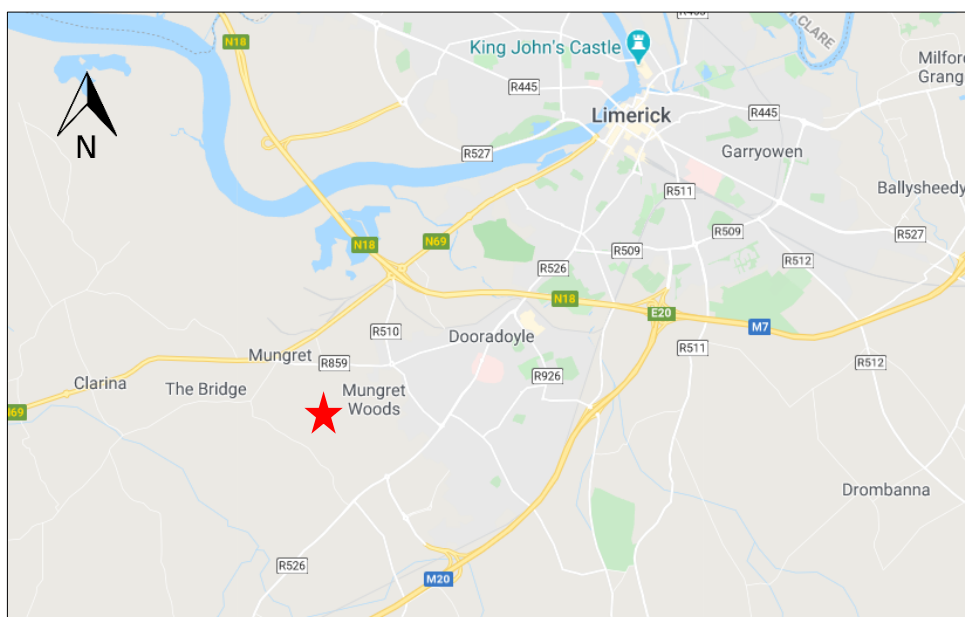 R463
N18
King John's Castle
CLARE
Milford
Grang
R445
Limerick
R445
R527
Garryowen
R511
Ballysheedy
N18
N69
R509
R509
R527
R526
R512
N18
E20
M7
R510
Dooradoyle
R511
Mungret
R859
R512
Clarina
The Bridge
Mungret
Woods
R926
N69
Drombanna
R526
M20
N